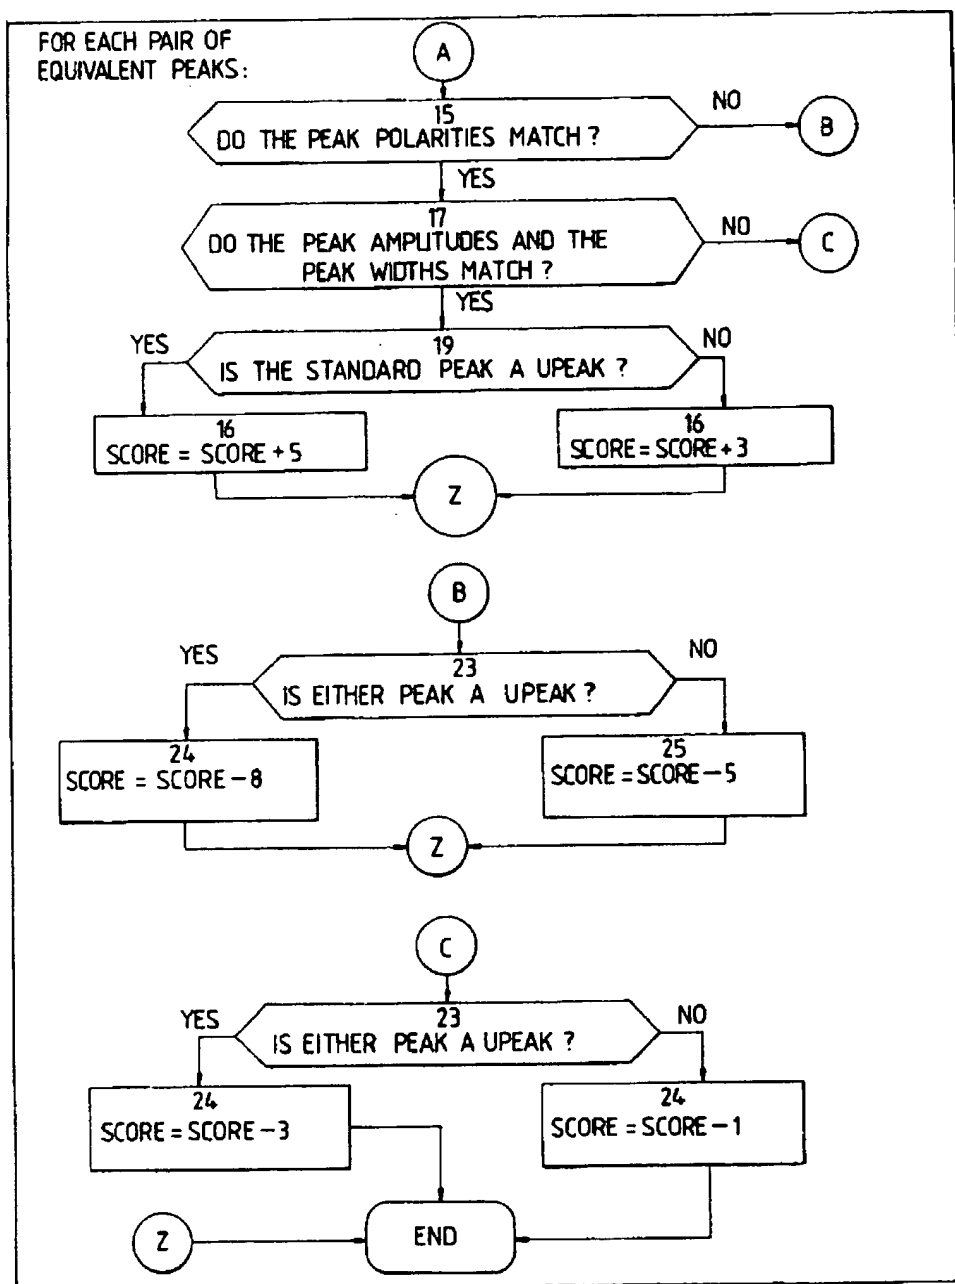 FOR EACH PAIR OF
EQUIVALENT PEAKS:
A
15
DO THE PEAK POLARITIES MATCH?
NO
B
YES
17
DO THE PEAK AMPLITUDES AND THE
PEAK WIDTHS MATCH?
NO
C
YES
19
IS THE STANDARD PEAK A UPEAK?
YES
NO
16
SCORE = SCORE + 5
16
SCORE = SCORE + 3
Z
B
YES
23
IS EITHER PEAK A UPEAK?
NO
24
SCORE = SCORE - 8
25
SCORE = SCORE - 5
Z
C
YES
23
IS EITHER PEAK A UPEAK?
NO
24
SCORE = SCORE - 3
24
SCORE = SCORE - 1
Z
END